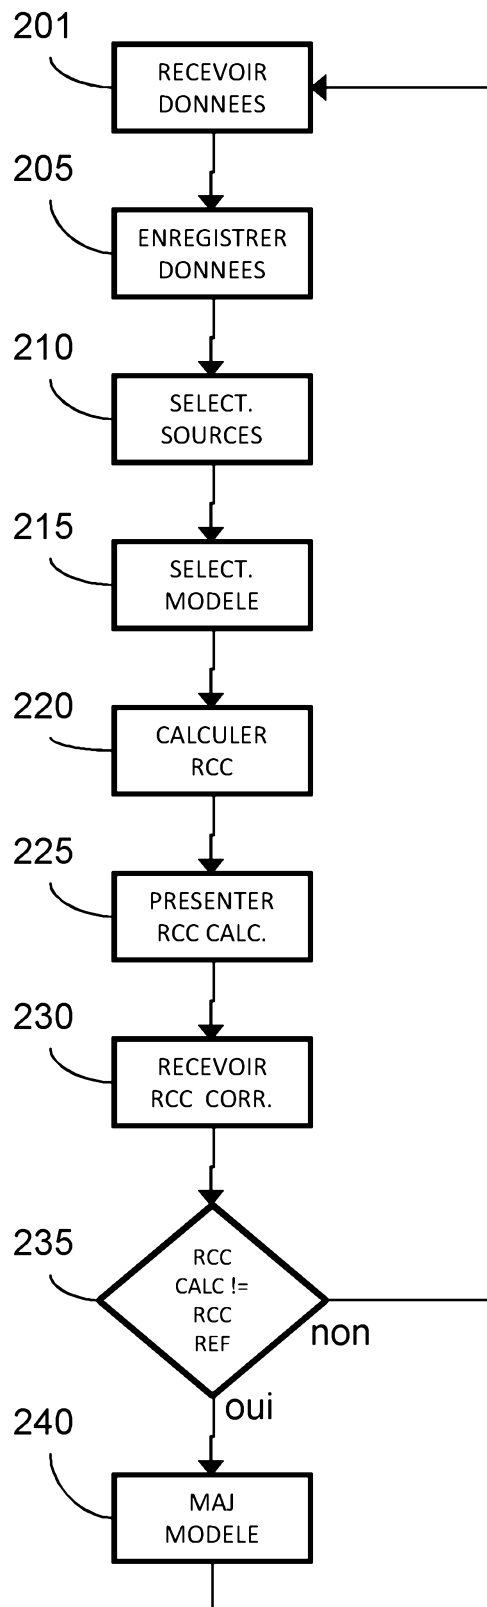 201
RECEVOIR
DONNEES
205
ENREGISTRER
DONNEES
210
SELECT.
SOURCES
215
SELECT.
MODELE
220
CALCULER
RCC
225
PRESENTER
RCC CALC.
230
RECEVOIR
RCC CORR.
235
RCC
CALC !=
RCC
REF
non
oui
240
MAJ
MODELE